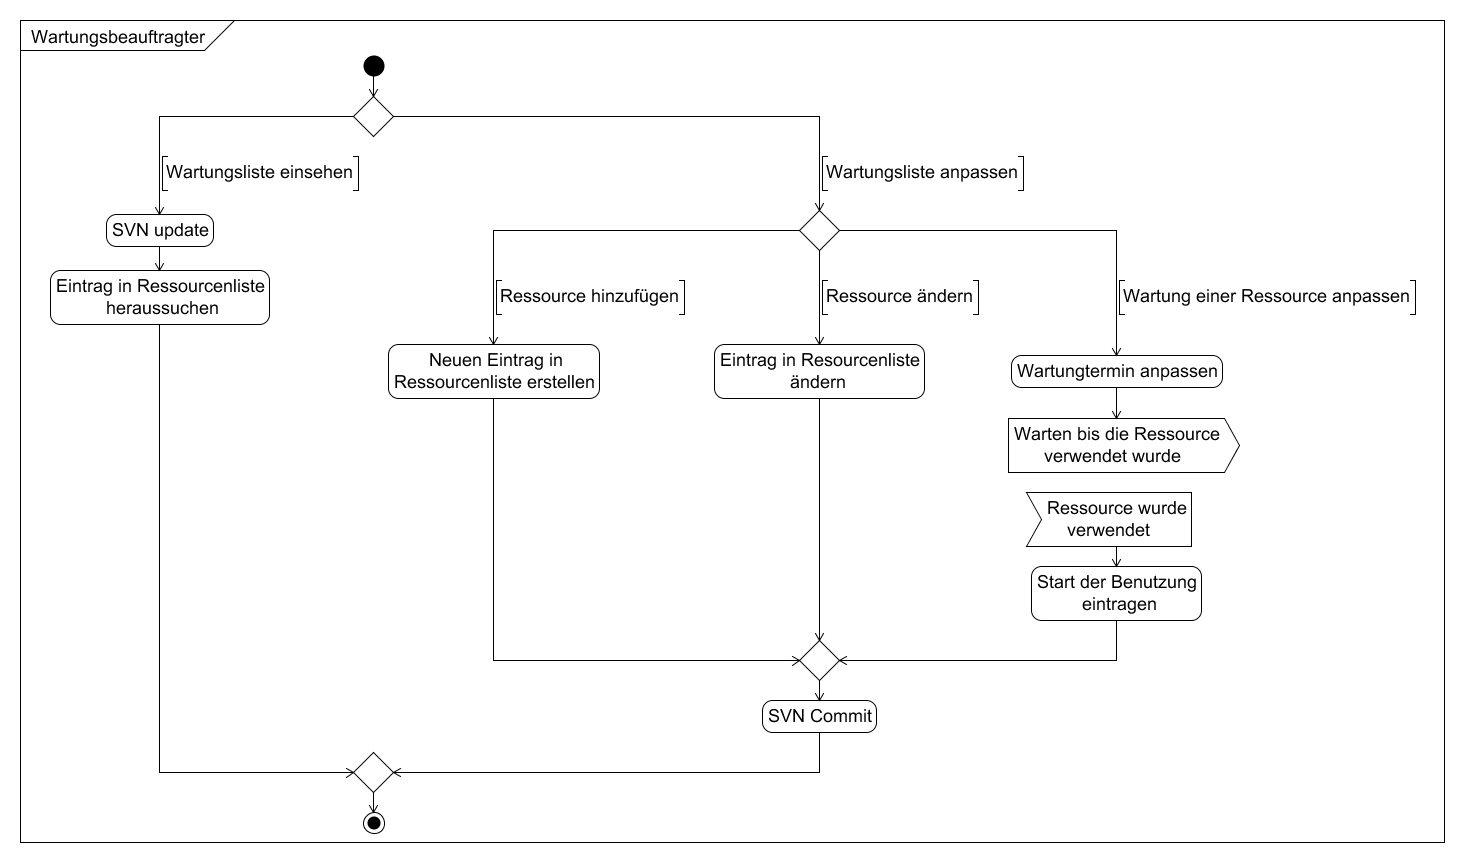 Wartungsbeauftragter
[Wartungsliste einsehen]
[Wartungsliste anpassen]
SVN update
Eintrag in Ressourcenliste
heraussuchen
[Ressource hinzufügen]
[Ressource ändern]
[Wartung einer Ressource anpassen]
Neuen Eintrag in
Ressourcenliste erstellen
Eintrag in Resourcenliste
ändern
Wartungtermin anpassen
Warten bis die Ressource
verwendet wurde
Ressource wurde
verwendet
Start der Benutzung
eintragen
SVN Commit